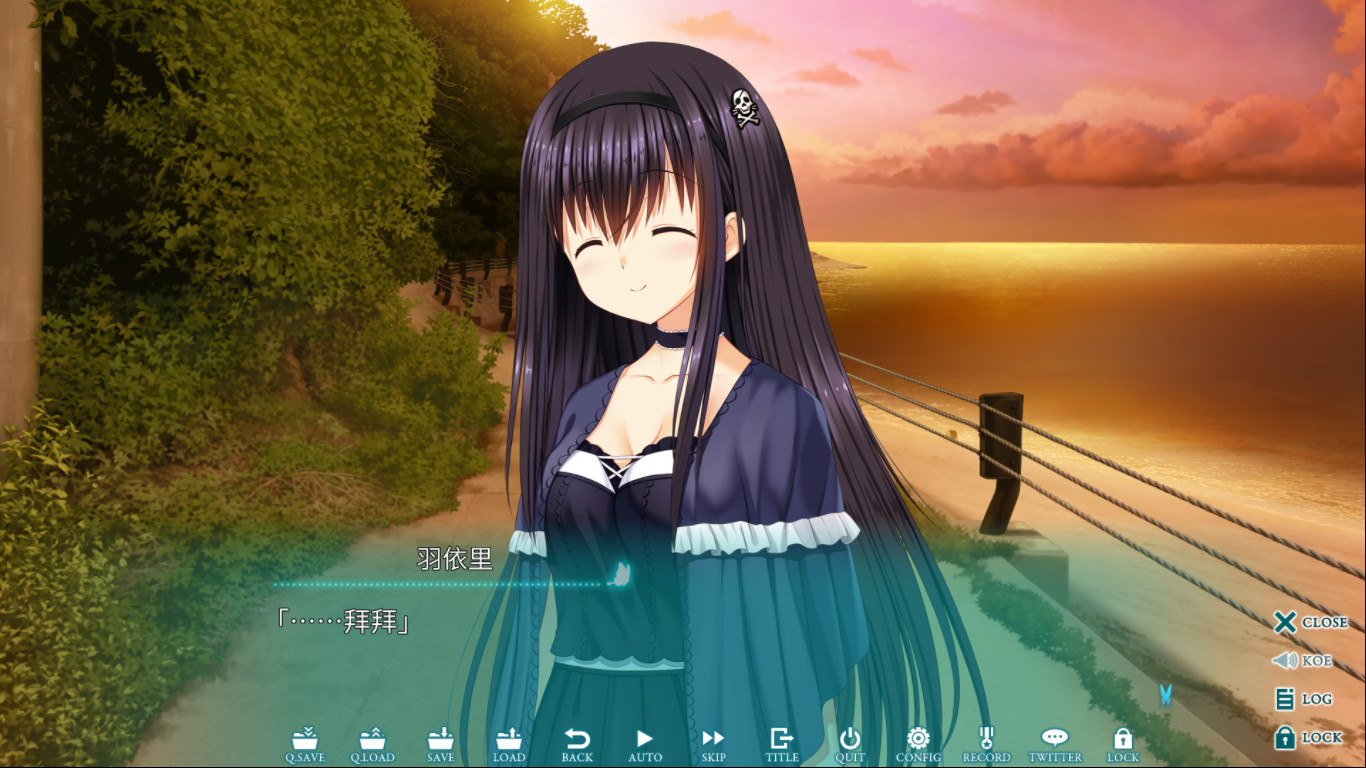 羽依里
「……拜拜」
CLOSE
KOE
LOG
LOCK
Q.SAVE
Q.LOAD
SAVE
LOAD
BACK
AUTO
SKIP
TITLE
QUIT
CONFIG
RECORD
TWITTER
LOCK